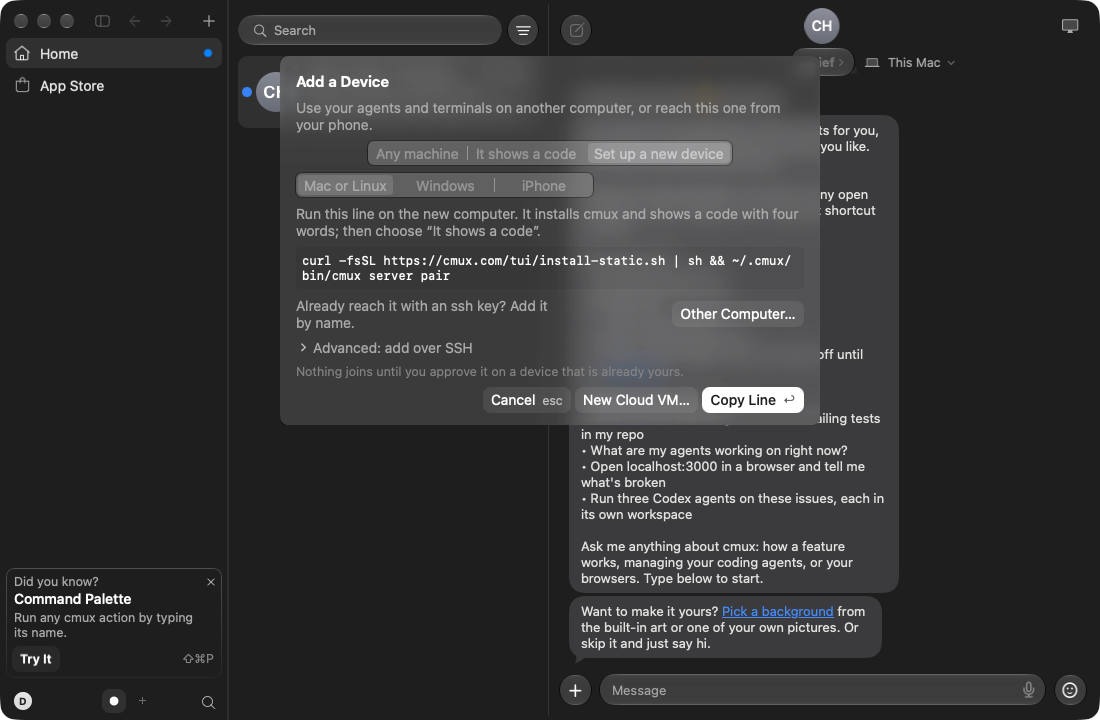 Search
CH
Home
App Store
This Mac
Add a Device
Use your agents and terminals on another computer, or reach this one from
your phone.
Any machine
It shows a code
Set up a new device
Mac or Linux
Windows
iPhone
Run this line on the new computer. It installs cmux and shows a code with four
words; then choose “It shows a code”.
curl -fsSL https://cmux.com/tui/install-static.sh | sh && ~/.cmux/
bin/cmux server pair
Already reach it with an ssh key? Add it
by name.
Other Computer...
Advanced: add over SSH
Nothing joins until you approve it on a device that is already yours.
Cancel esc
New Cloud VM...
Copy Line ↩
for you,
you like.
open
shortcut
off until
tests
in my repo
• What are my agents working on right now?
• Open localhost:3000 in a browser and tell me
what's broken
• Run three Codex agents on these issues, each in
its own workspace
Ask me anything about cmux: how a feature
works, managing your coding agents, or your
browsers. Type below to start.
Want to make it yours? Pick a background from
the built-in art or one of your own pictures. Or
skip it and just say hi.
Message
Did you know?
Command Palette
Run any cmux action by typing
its name.
Try It
⇧⌘P
D